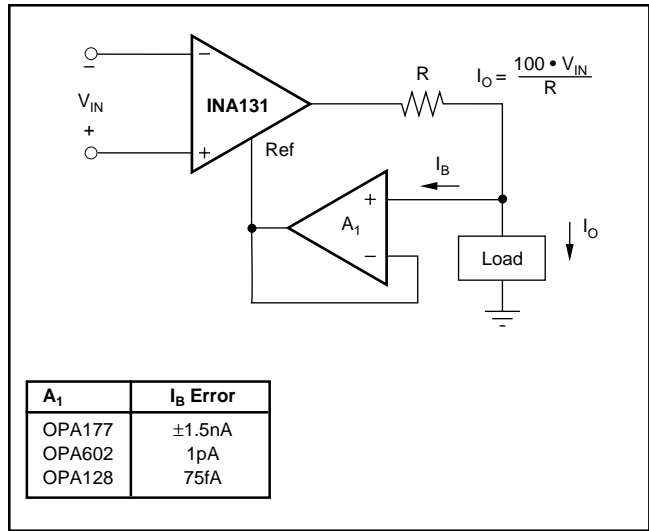 −
V_IN
+
−
INA131
+
Ref
R
I_O = 100 • V_IN / R
I_B
+
A_1
−
Load
I_O
A_1 I_B Error
OPA177 ±1.5nA
OPA602 1pA
OPA128 75fA